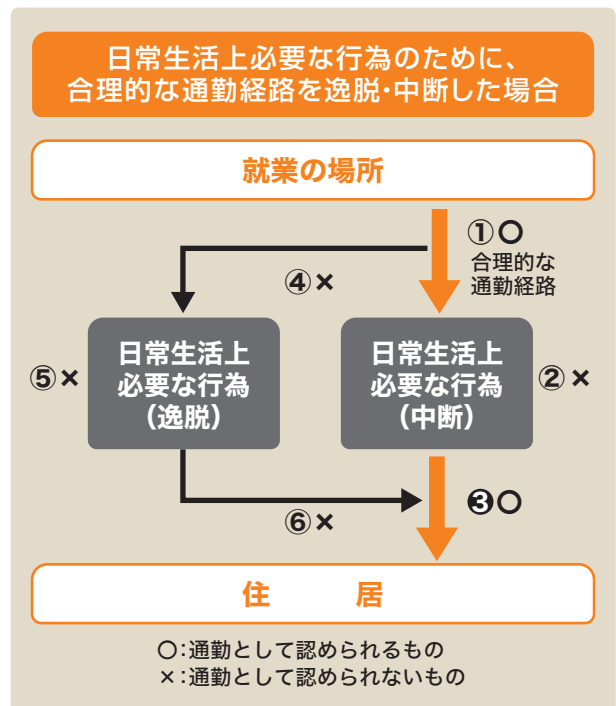 日常生活上必要な行為のために、
合理的な通勤経路を逸脱・中断した場合
就業の場所
①○
合理的な
通勤経路
④×
日常生活上
必要な行為
（逸脱）
⑤×
日常生活上
必要な行為
（中断）
②×
❸○
⑥×
住　居
○：通勤として認められるもの
×：通勤として認められないもの